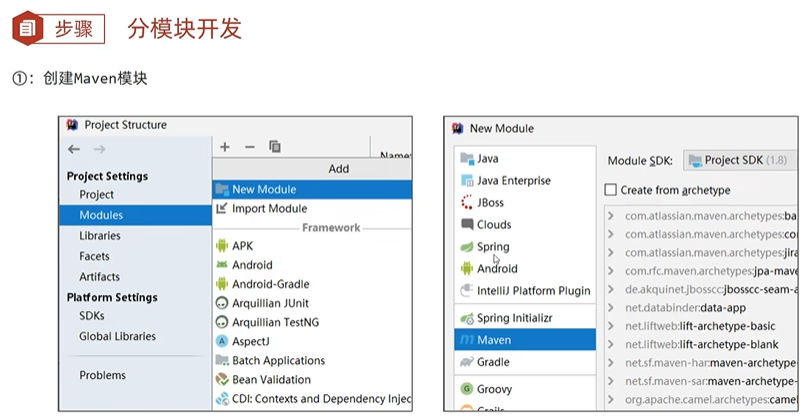 步骤 分模块开发
①: 创建Maven模块
Project Structure
Project Settings
Project
Modules
Libraries
Facets
Artifacts
Platform Settings
SDKs
Global Libraries
Problems
Name:
Add
New Module
Import Module
Framework
APK
Android
Android-Gradle
Arquillian JUnit
Arquillian TestNG
AspectJ
Batch Applications
Bean Validation
CDI: Contexts and Dependency Injec
New Module
Java
Java Enterprise
JBoss
Clouds
Spring
Android
IntelliJ Platform Plugin
Spring Initializr
Maven
Gradle
Groovy
Grails
Module SDK: Project SDK (1.8)
Create from archetype
com.atlassian.maven.archetypes:ba
com.atlassian.maven.archetypes:co
com.atlassian.maven.archetypes:jira
com.rfc.maven.archetypes:jpa-mave
de.akquinet.jbosscc:jbosscc-seam-a
net.databinder:data-app
net.liftweb:lift-archetype-basic
net.liftweb:lift-archetype-blank
net.sf.maven-har:maven-archetype
net.sf.maven-sar:maven-archetype-
org.apache.camel.archetypes:camel